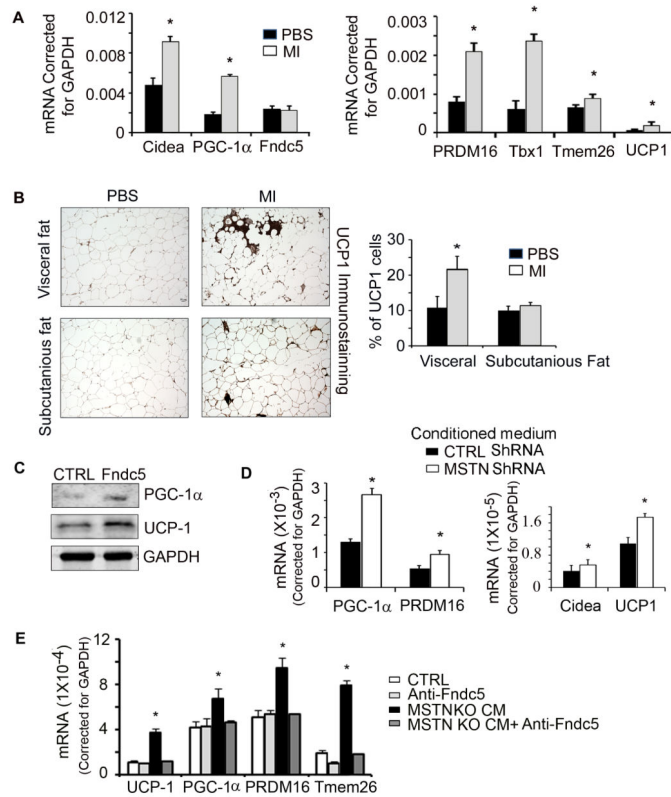 A
mRNA Corrected
for GAPDH
0.012
0.008
0.004
0
PBS
MI
Cidea PGC-1α Fndc5
* *
mRNA Corrected
for GAPDH
0.003
0.002
0.001
0
* * * *
PRDM16 Tbx1 Tmem26 UCP1
B
PBS MI
Visceral fat
Subcutanious fat
UCP1 Immunostainning
% of UCP1 cells
30
20
10
0
*
PBS
MI
Visceral Subcutanious Fat
C
CTRL Fndc5
PGC-1α
UCP-1
GAPDH
Conditioned medium
CTRL ShRNA
MSTN ShRNA
D
mRNA (X10-3)
(Corrected for GAPDH)
3
2
1
0
* *
PGC-1α PRDM16
mRNA (1X10-5)
Corrected for GAPDH)
1.6
0.8
0
* *
Cidea UCP1
E
mRNA (1X10-4)
(Corrected for GAPDH)
12
8
4
0
* * * *
UCP-1 PGC-1α PRDM16 Tmem26
CTRL
Anti-Fndc5
MSTNKO CM
MSTN KO CM+ Anti-Fndc5